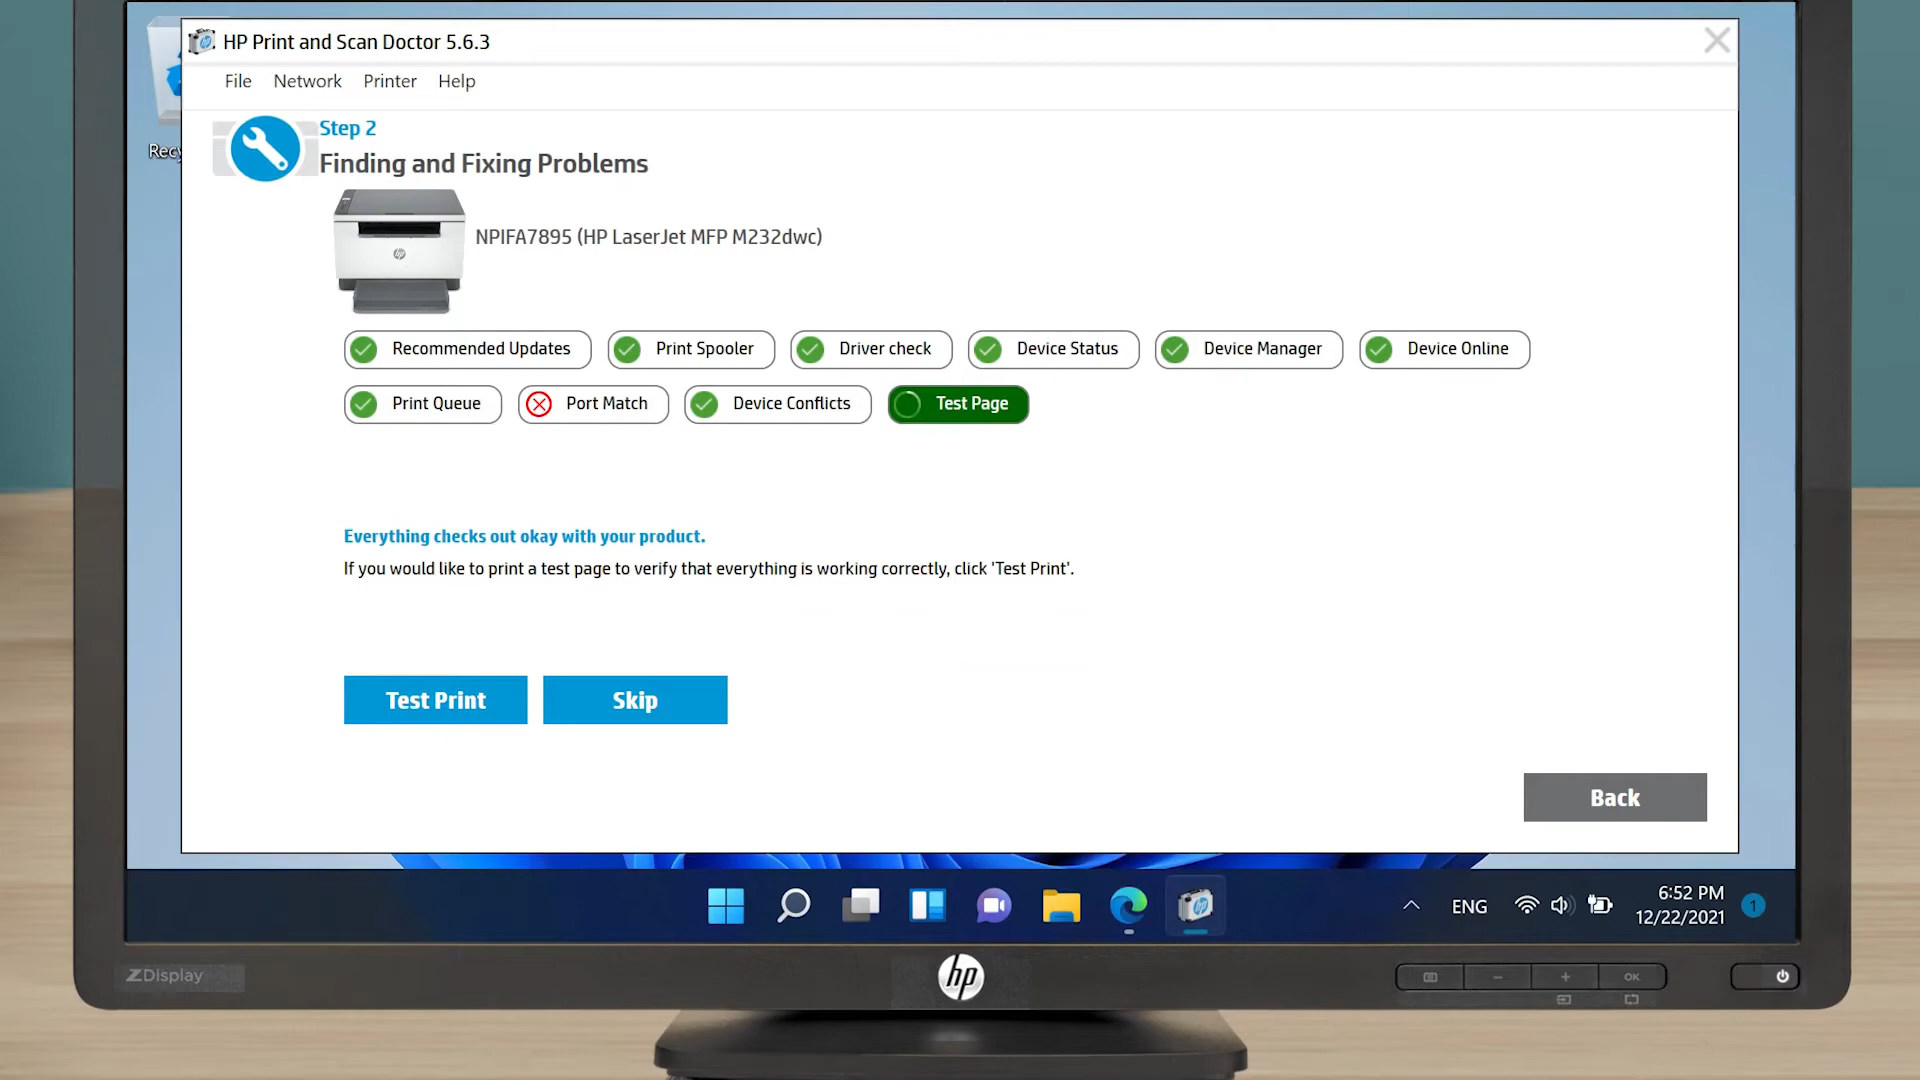 HP Print and Scan Doctor 5.6.3
File Network Printer Help
Step 2
Finding and Fixing Problems
NPIFA7895 (HP LaserJet MFP M232dwc)
Recommended Updates Print Spooler Driver check Device Status Device Manager Device Online
Print Queue Port Match Device Conflicts Test Page
Everything checks out okay with your product.
If you would like to print a test page to verify that everything is working correctly, click 'Test Print'.
Test Print Skip
Back
Recy
ENG
6:52 PM
12/22/2021
1
ZDisplay
hp
OK